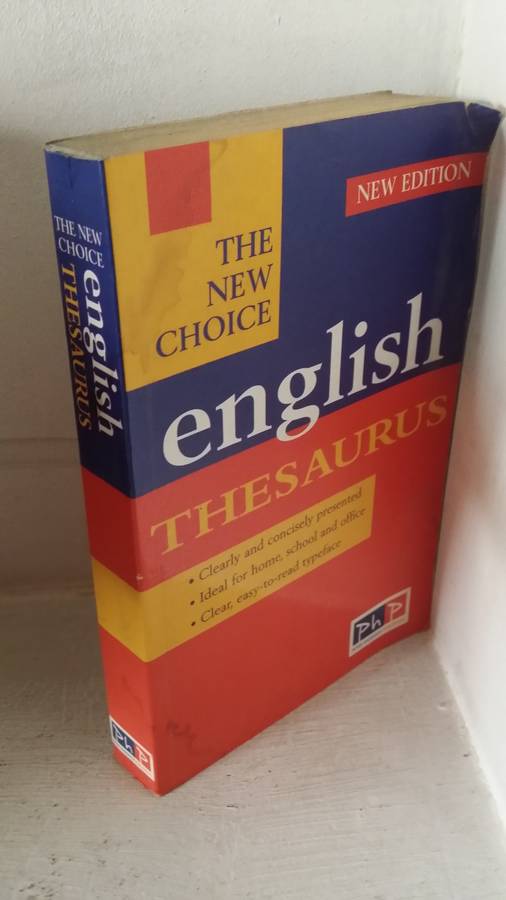 THE NEW
CHOICE
english
THESAURUS
PhP
THE
NEW
CHOICE
NEW EDITION
english
THESAURUS
• Clearly and concisely presented
• Ideal for home, school and office
• Clear, easy-to-read typeface
PhP